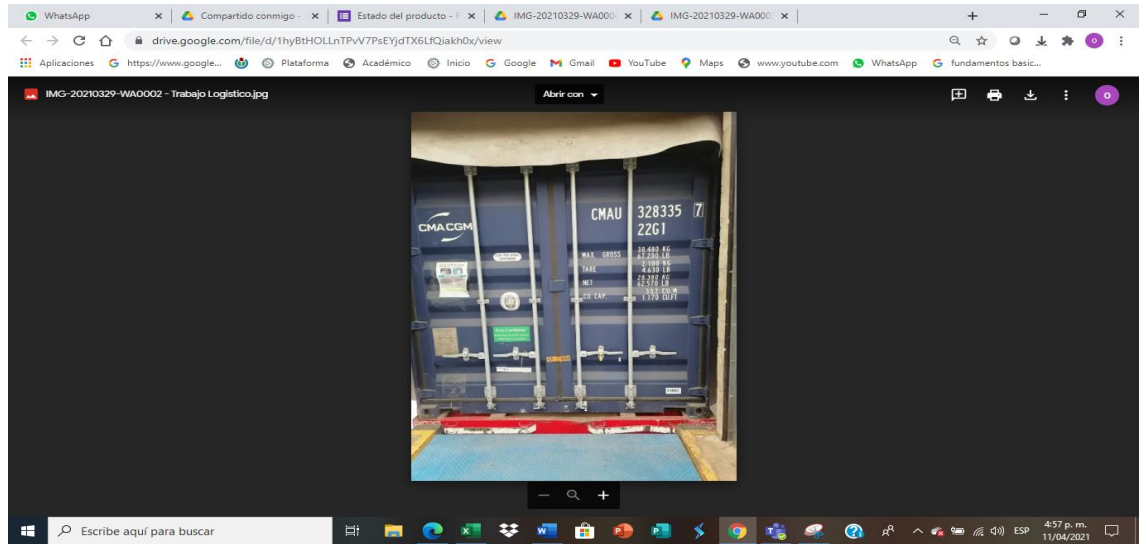 WhatsApp
Compartido conmigo -
Estado del producto - F
IMG-20210329-WA000
IMG-20210329-WA000
drive.google.com/file/d/1hyBtHOLLnTPvV7PsEYjdTX6LfQiakh0x/view
Aplicaciones
https://www.google...
Plataforma
Académico
Inicio
Google
Gmail
YouTube
Maps
www.youtube.com
WhatsApp
fundamentos basic...
IMG-20210329-WA0002 - Trabajo Logistico.jpg
Abrir con
o
CMA CGM
CMAU 328335 7
22G1
MAX. GROSS 30.480 KG
67.200 LB
TARE 2.100 KG
4.630 LB
NET 28.380 KG
62.570 LB
CU. CAP. 33.2 CU.M
1.170 CU.FT
Escribe aquí para buscar
ESP
4:57 p. m.
11/04/2021